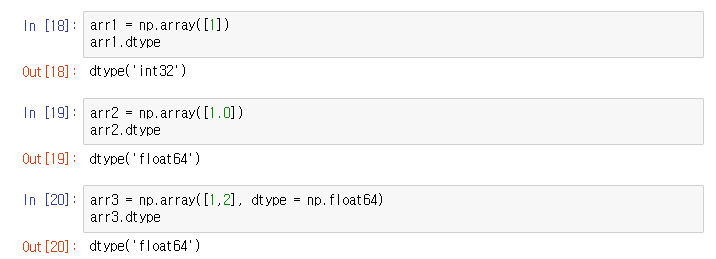 In [18]: arr1 = np.array([1])
arr1.dtype
Out[18]: dtype('int32')
In [19]: arr2 = np.array([1.0])
arr2.dtype
Out[19]: dtype('float64')
In [20]: arr3 = np.array([1,2], dtype = np.float64)
arr3.dtype
Out[20]: dtype('float64')